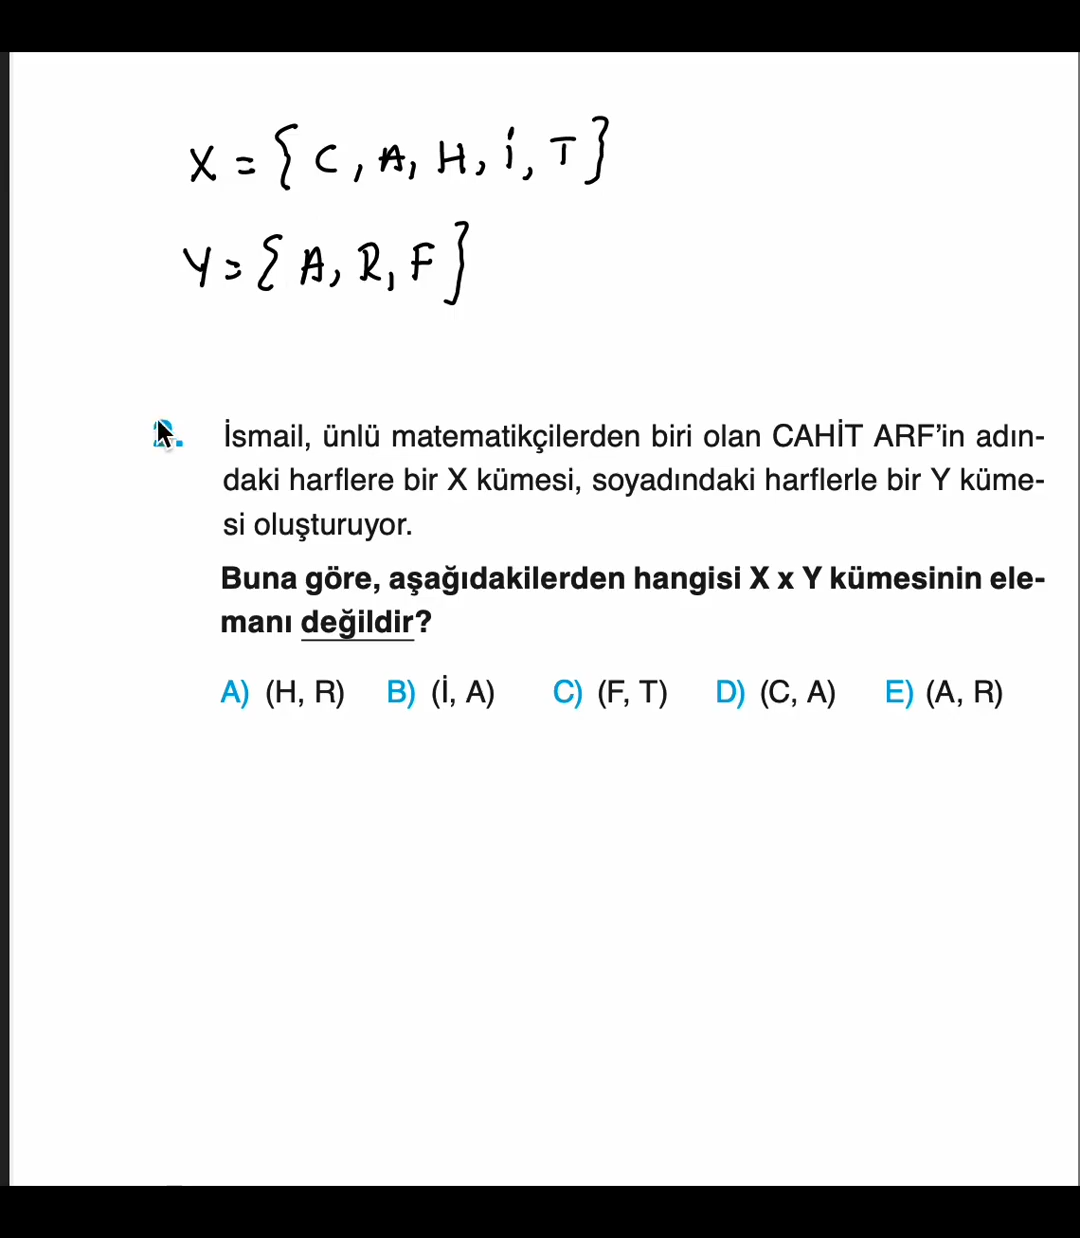 X = { C, A, H, İ, T }
Y = { A, R, F }
İsmail, ünlü matematikçilerden biri olan CAHİT ARF'in adın-
daki harflere bir X kümesi, soyadındaki harflerle bir Y küme-
si oluşturuyor.
Buna göre, aşağıdakilerden hangisi X x Y kümesinin ele-
manı değildir?
A) (H, R) B) (İ, A) C) (F, T) D) (C, A) E) (A, R)